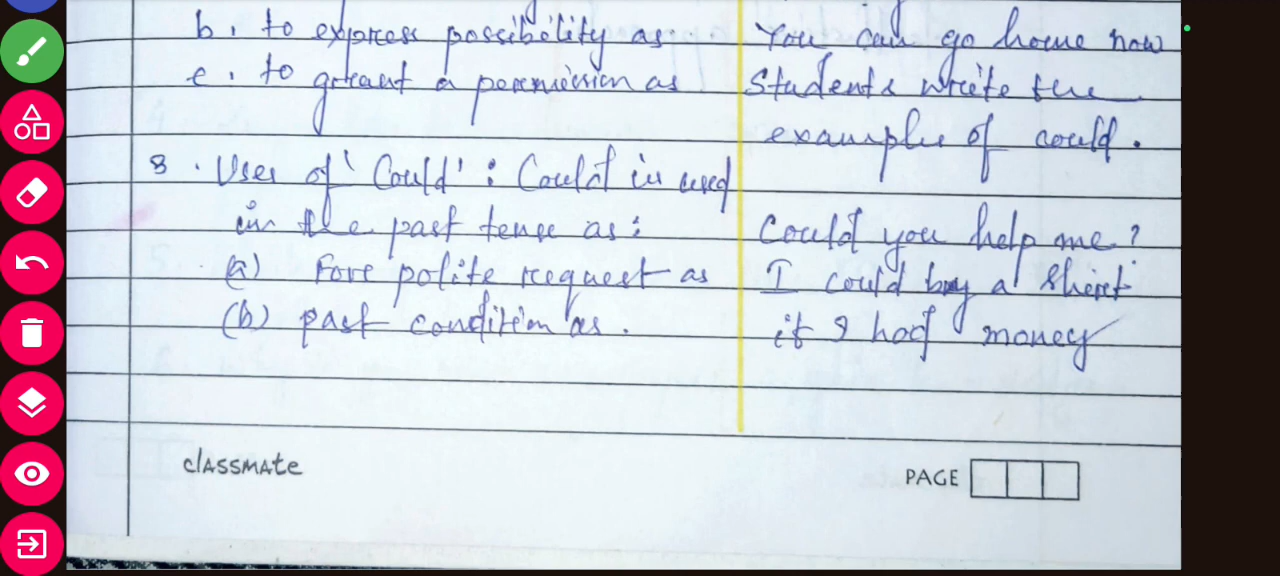 b. to express possibility as: You can go home now
c. to grant a permission as Students write the
examples of could.
8. Uses of 'Could' : Could is used
in the past tense as: Could you help me?
(a) Fore polite request as I could buy a shirt
(b) past condition as. if I had money
classmate
PAGE